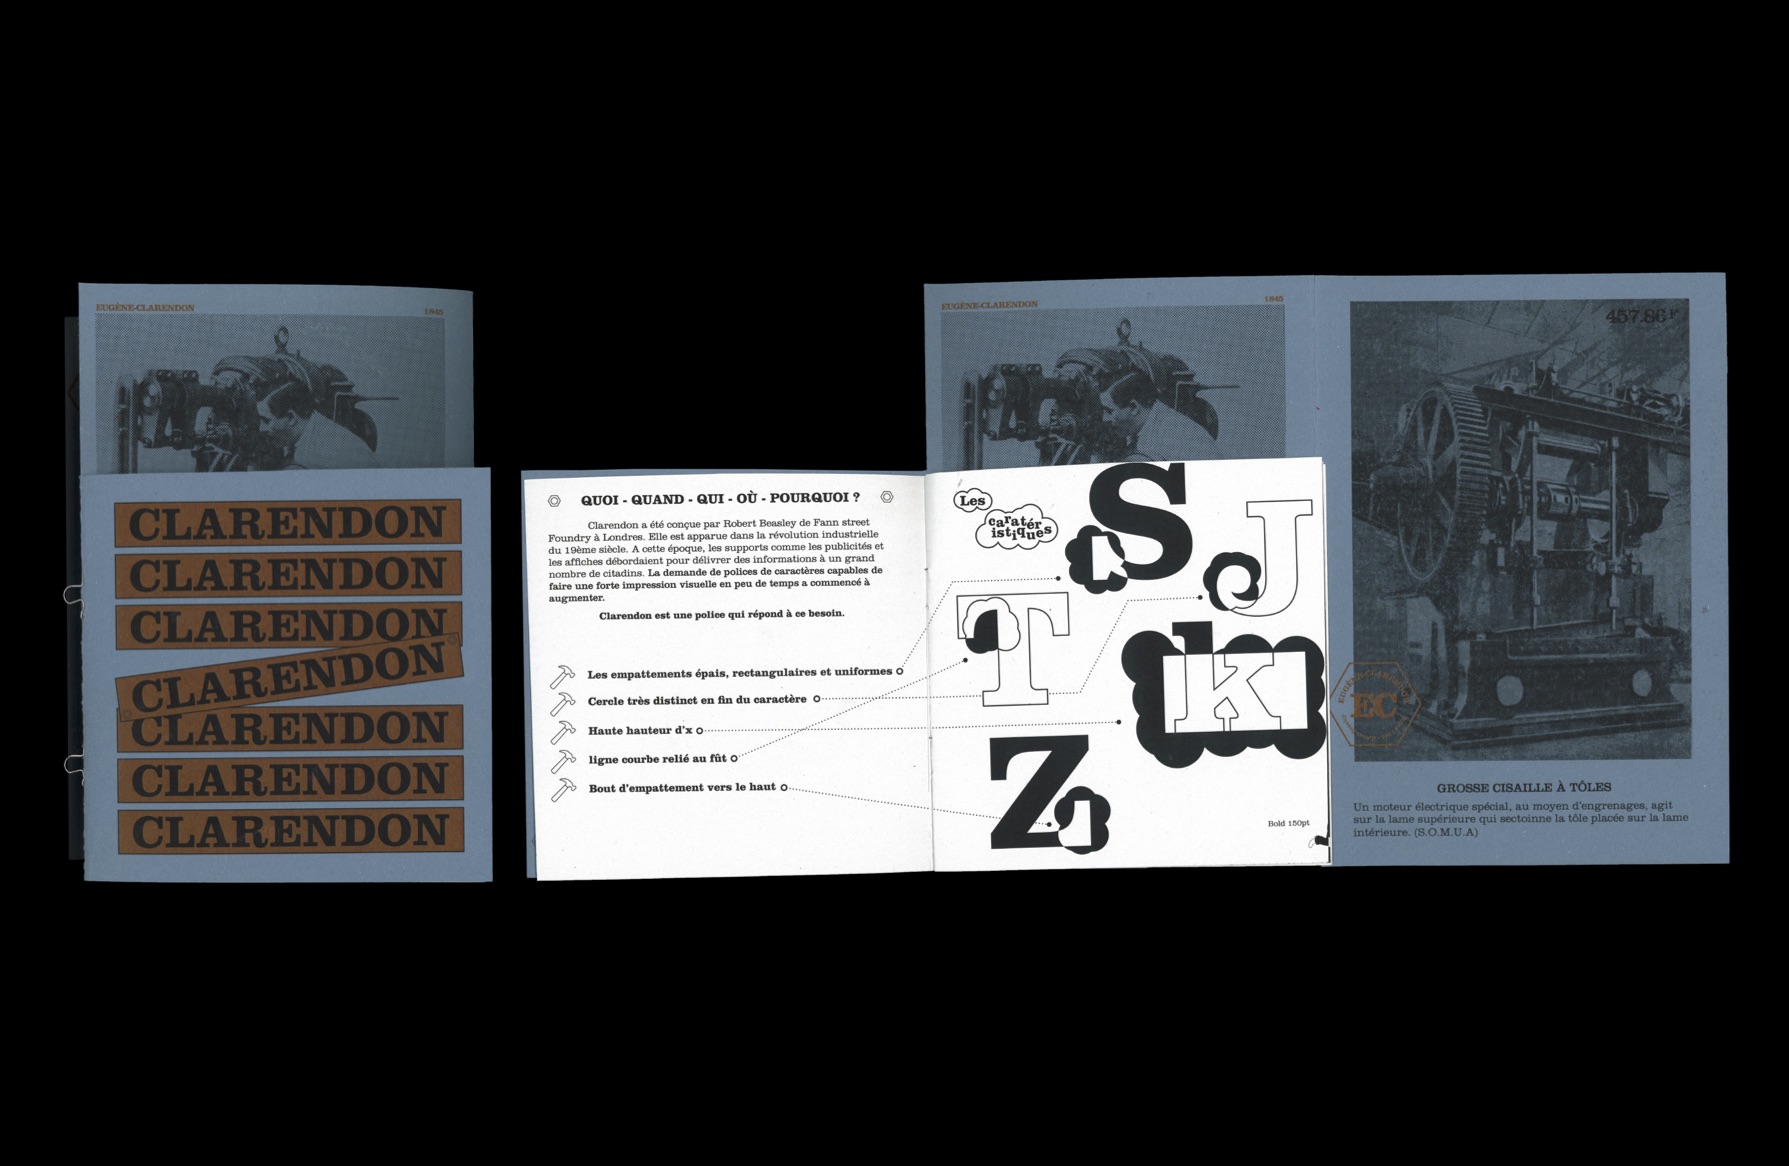 EUGÈNE-CLARENDON
1845
CLARENDON
CLARENDON
CLARENDON
CLARENDON
CLARENDON
CLARENDON
CLARENDON
QUOI - QUAND - QUI - OÙ - POURQUOI ?
Clarendon a été conçue par Robert Beasley de Fann street
Foundry à Londres. Elle est apparue dans la révolution industrielle
du 19ème siècle. A cette époque, les supports comme les publicités et
les affiches débordaient pour délivrer des informations à un grand
nombre de citadins. La demande de polices de caractères capables de
faire une forte impression visuelle en peu de temps a commencé à
augmenter.
Clarendon est une police qui répond à ce besoin.
Les empattements épais, rectangulaires et uniformes
Cercle très distinct en fin du caractère
Haute hauteur d'x
ligne courbe relié au fût
Bout d'empattement vers le haut
EUGÈNE-CLARENDON
1845
Les
caratér
istiques
S
J
T
k
Z
Bold 150pt
457.86 F
EUGÈNE-CLARENDON
EC
GROSSE CISAILLE À TÔLES
Un moteur électrique spécial, au moyen d'engrenages, agit
sur la lame supérieure qui sectoinne la tôle placée sur la lame
intérieure. (S.O.M.U.A)